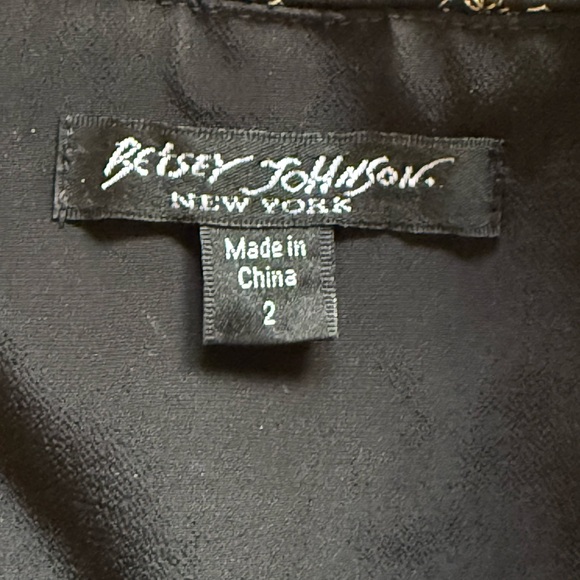 BETSEY JOHNSON.
NEW YORK
Made in
China
2